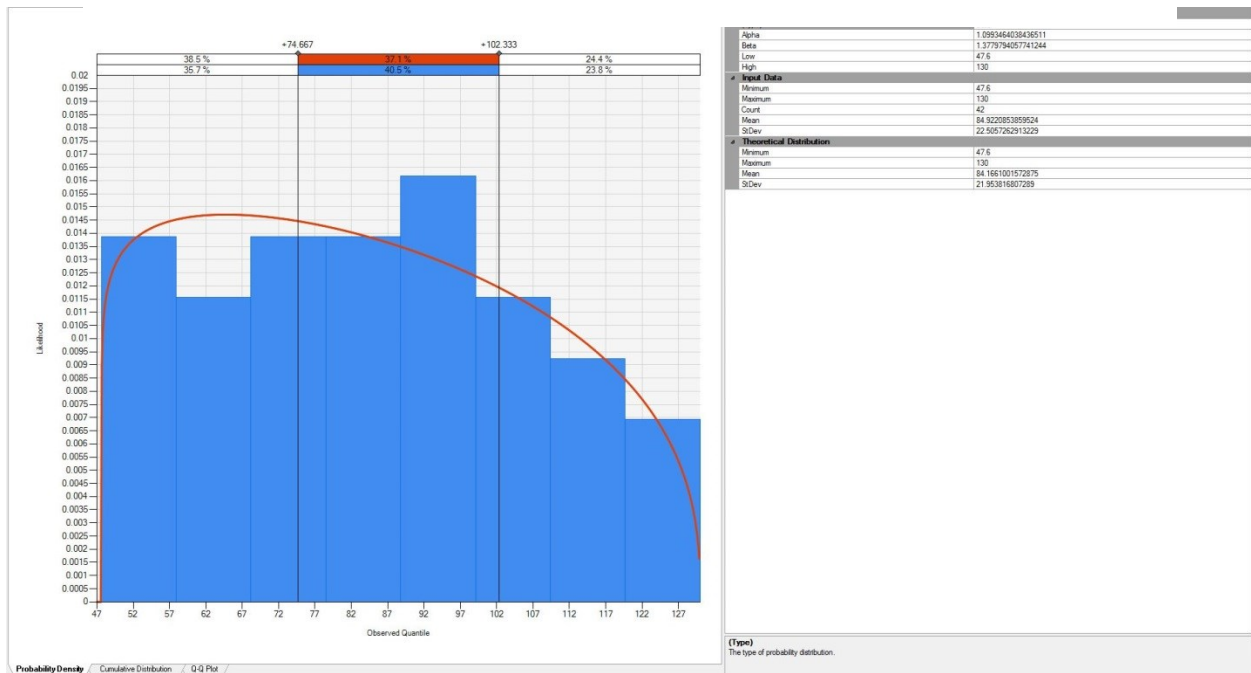 +74.667 +102.333
38.5 % 37.1 % 24.4 %
35.7 % 40.5 % 23.8 %
0.02
0.0195
0.019
0.0185
0.018
0.0175
0.017
0.0165
0.016
0.0155
0.015
0.0145
0.014
0.0135
0.013
0.0125
0.012
0.0115
0.011
0.0105
0.01
0.0095
0.009
0.0085
0.008
0.0075
0.007
0.0065
0.006
0.0055
0.005
0.0045
0.004
0.0035
0.003
0.0025
0.002
0.0015
0.001
0.0005
0
Likelihood
47 52 57 62 67 72 77 82 87 92 97 102 107 112 117 122 127
Observed Quantile
Probability Density Cumulative Distribution Q-Q Plot
Alpha 1.0993464038436511
Beta 1.3779794057741244
Low 47.6
High 130
Input Data
Minimum 47.6
Maximum 130
Count 42
Mean 84.9220853859524
StDev 22.5057262913229
Theoretical Distribution
Minimum 47.6
Maximum 130
Mean 84.1661001572875
StDev 21.953816807289
(Type)
The type of probability distribution.